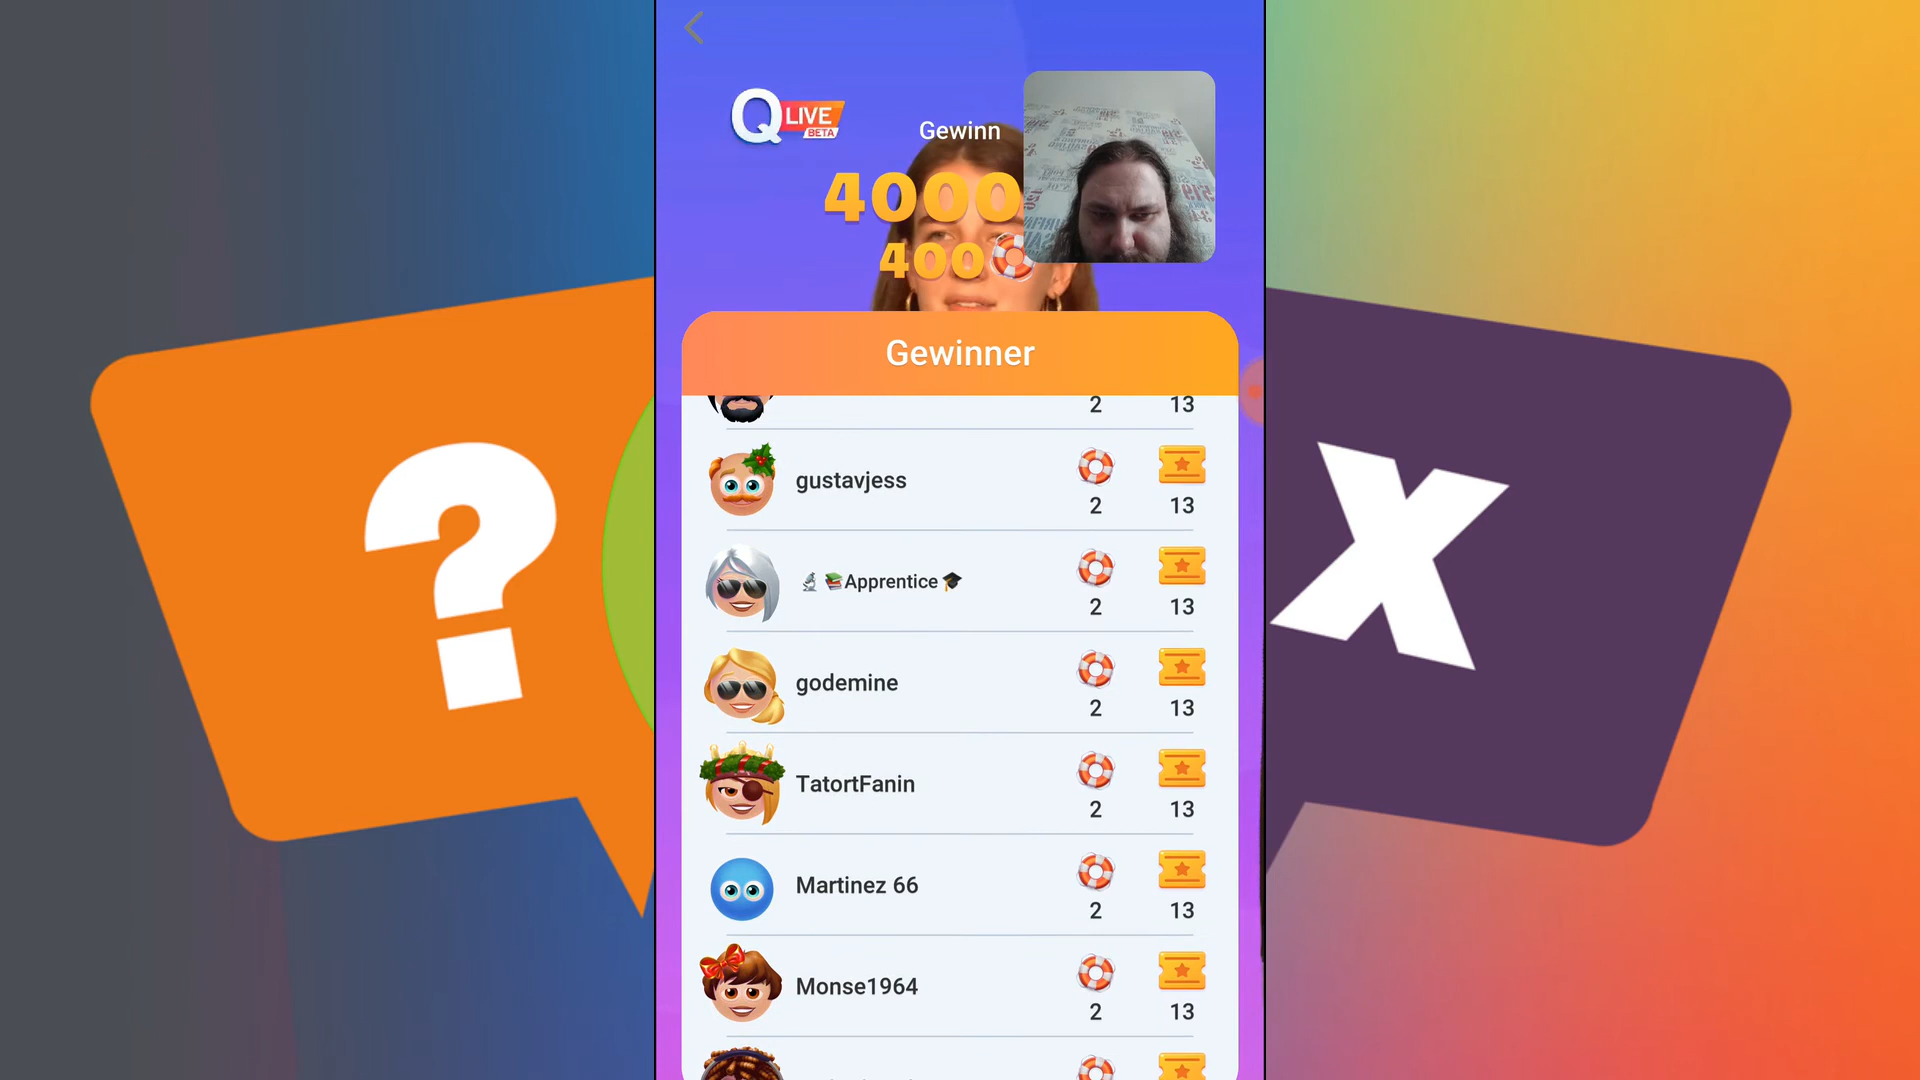 Q LIVE
BETA
Gewinn
4000
400
Gewinner
2 13
gustavjess
2 13
🔬📚Apprentice🎓
2 13
godemine
2 13
TatortFanin
2 13
Martinez 66
2 13
Monse1964
2 13
?
X